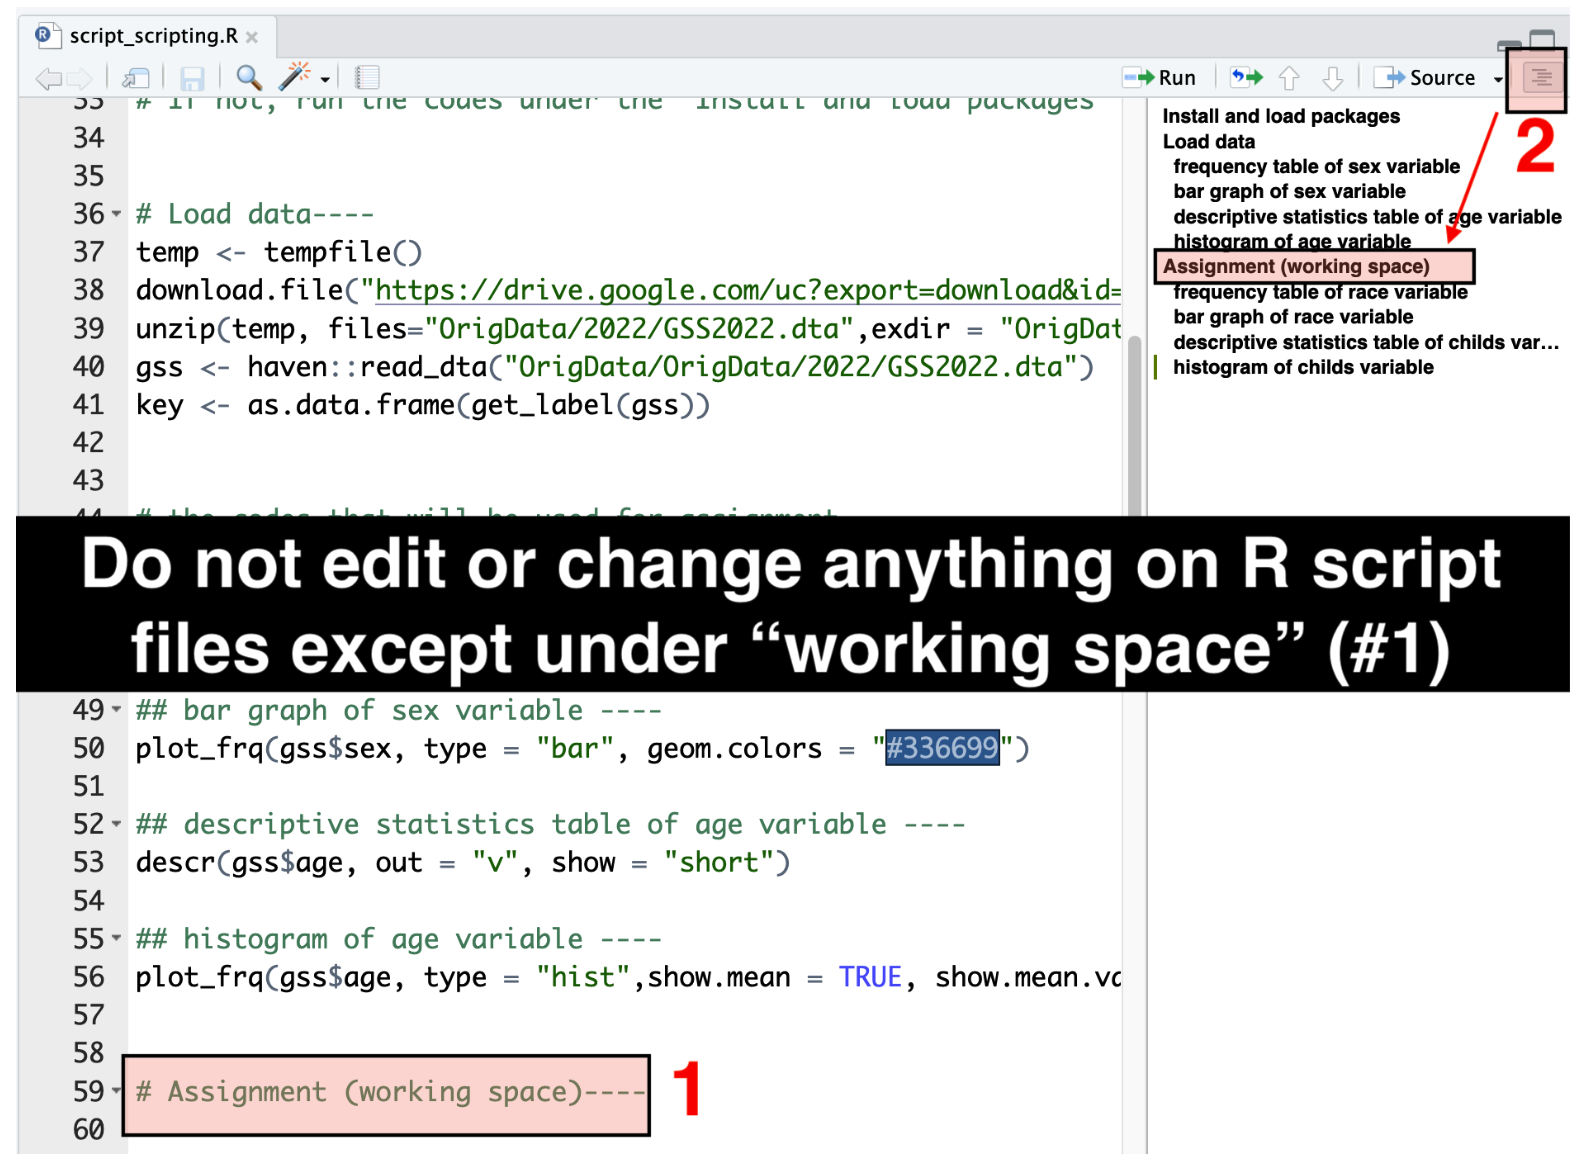 script_scripting.R
Run
Source
33 # If not, run the codes under the "Install and load packages
34
35
36 # Load data----
37 temp <- tempfile()
38 download.file("https://drive.google.com/uc?export=download&id=
39 unzip(temp, files="OrigData/2022/GSS2022.dta",exdir = "OrigDat
40 gss <- haven::read_dta("OrigData/OrigData/2022/GSS2022.dta")
41 key <- as.data.frame(get_label(gss))
42
43
44 # the codes that will be used for assignment
Do not edit or change anything on R script
files except under “working space” (#1)
49 ## bar graph of sex variable ----
50 plot_frq(gss$sex, type = "bar", geom.colors = "#336699")
51
52 ## descriptive statistics table of age variable ----
53 descr(gss$age, out = "v", show = "short")
54
55 ## histogram of age variable ----
56 plot_frq(gss$age, type = "hist",show.mean = TRUE, show.mean.va
57
58
59 # Assignment (working space)----
60
1
2
Install and load packages
Load data
frequency table of sex variable
bar graph of sex variable
descriptive statistics table of age variable
histogram of age variable
Assignment (working space)
frequency table of race variable
bar graph of race variable
descriptive statistics table of childs var...
histogram of childs variable